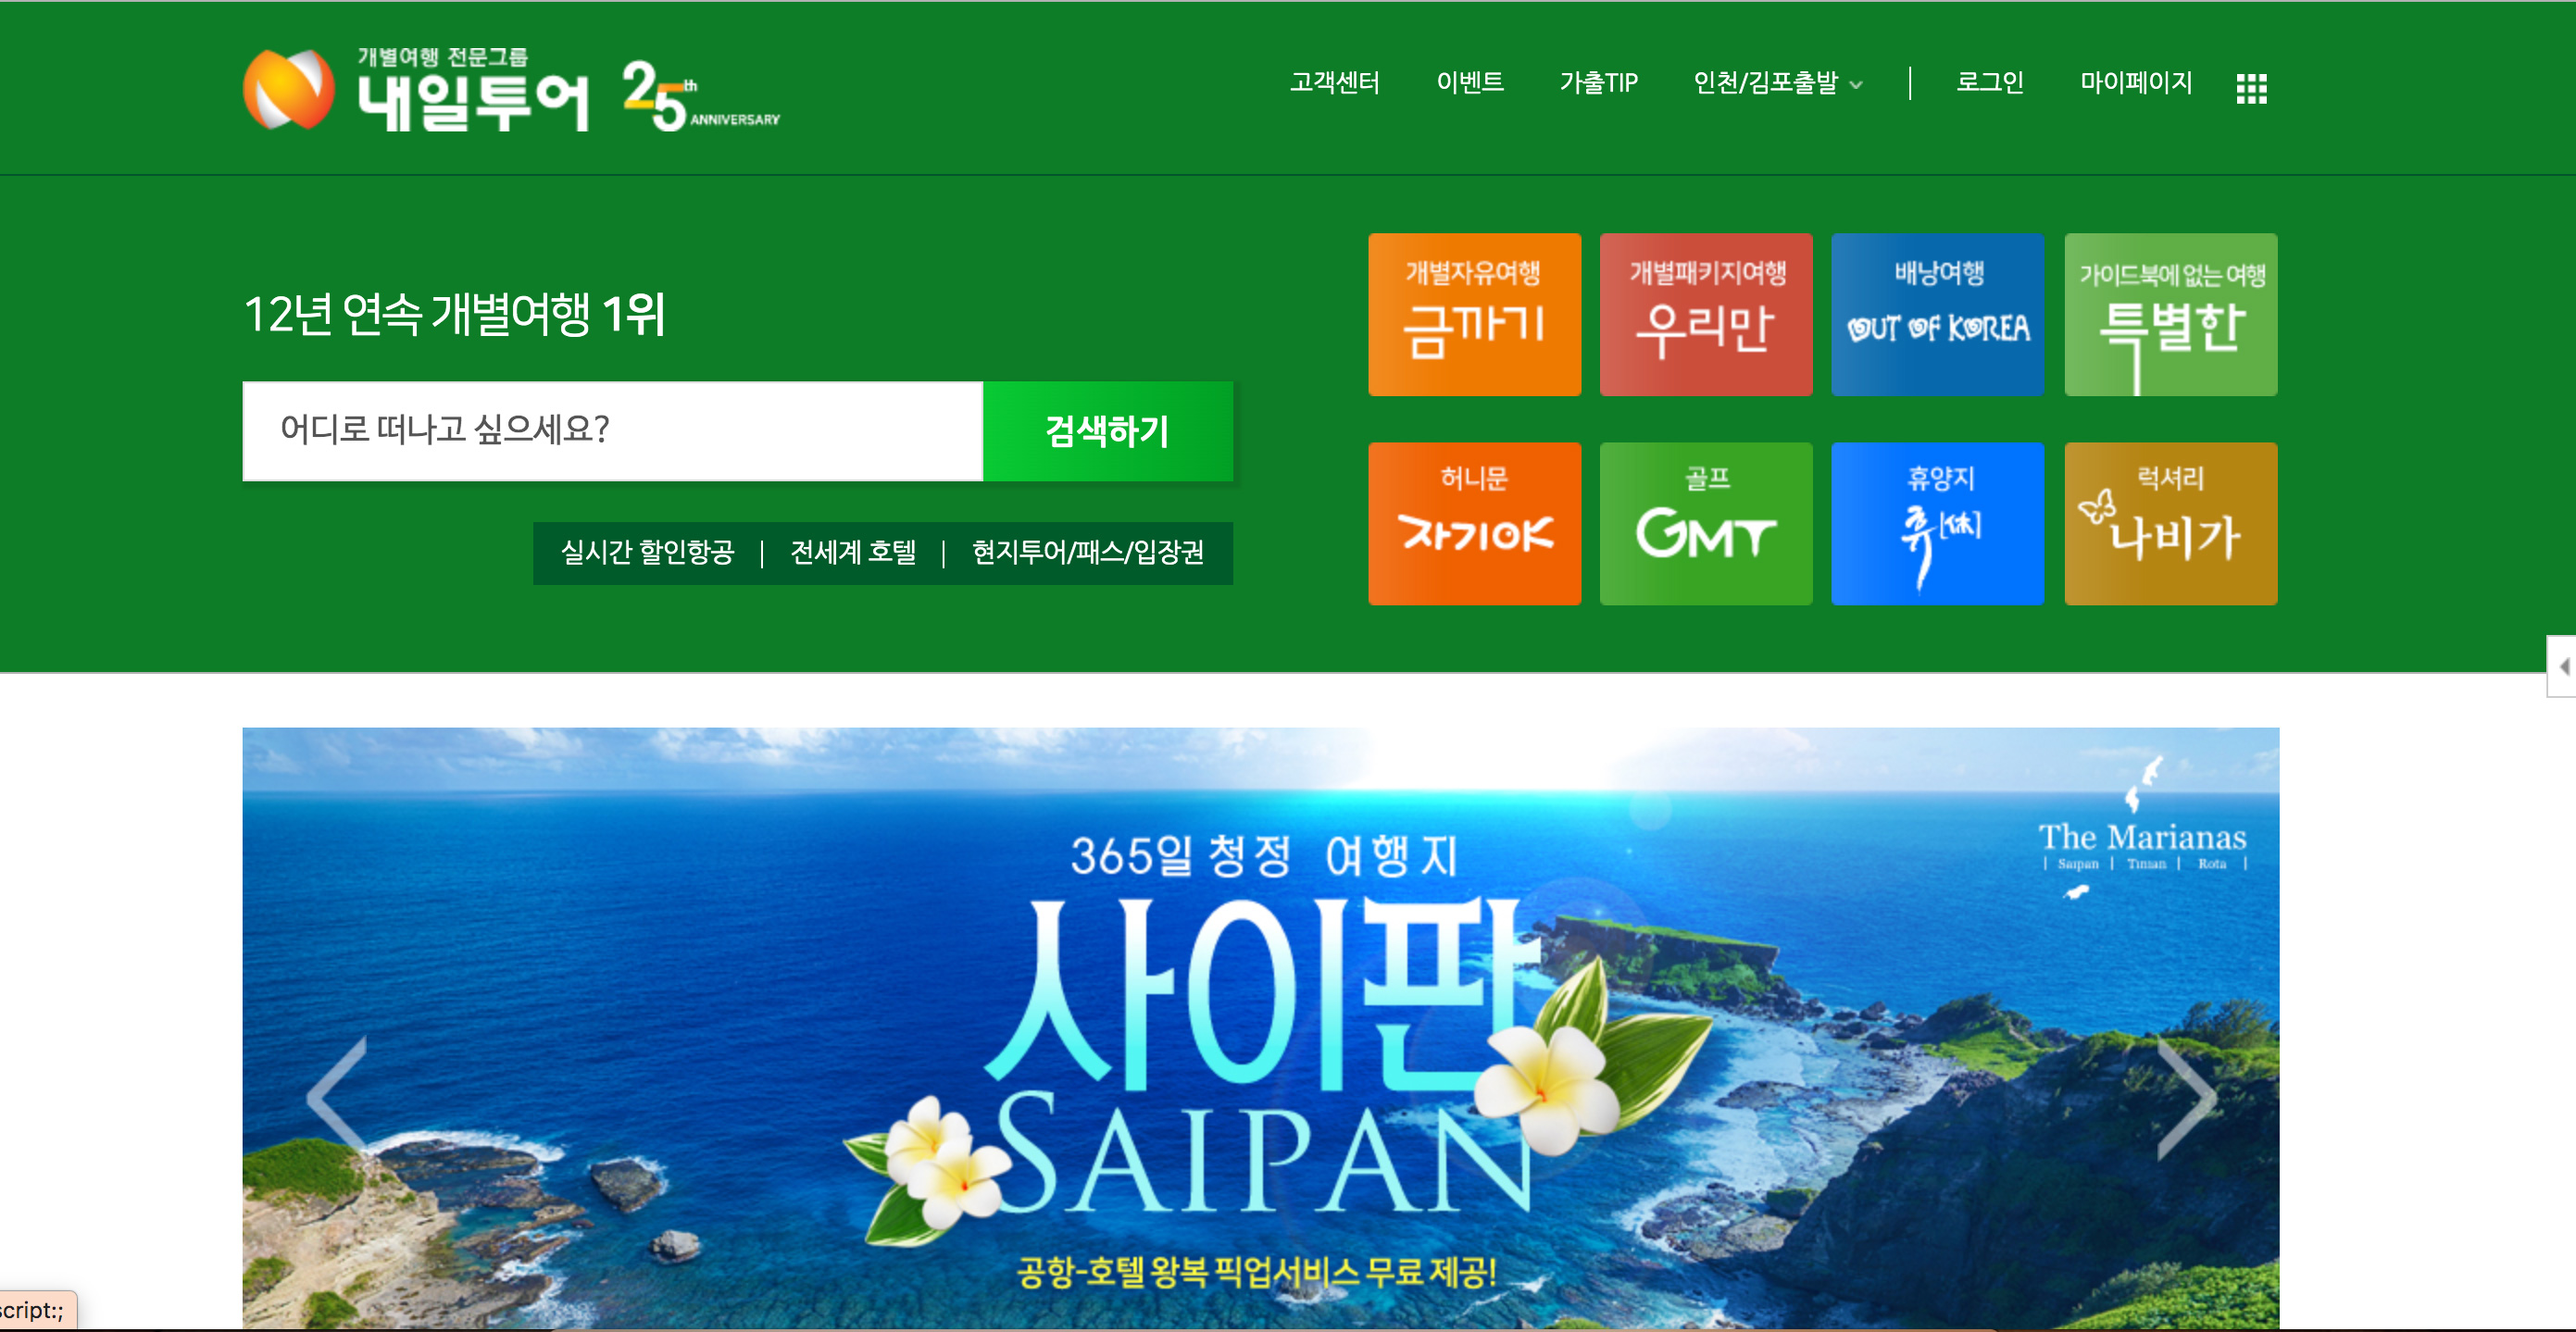 개별여행 전문그룹
내일투어 25th ANNIVERSARY
고객센터 이벤트 가출TIP 인천/김포출발 로그인 마이페이지
12년 연속 개별여행 1위
어디로 떠나고 싶으세요? 검색하기
실시간 할인항공 | 전세계 호텔 | 현지투어/패스/입장권
개별자유여행
금까기
개별패키지여행
우리만
배낭여행
OUT OF KOREA
가이드북에 없는 여행
특별한
허니문
자기OK
골프
GMT
휴양지
휴[休]
럭셔리
나비가
The Marianas
| Saipan | Tinian | Rota |
365일 청정 여행지
사이판
SAIPAN
공항-호텔 왕복 픽업서비스 무료 제공!
script:;